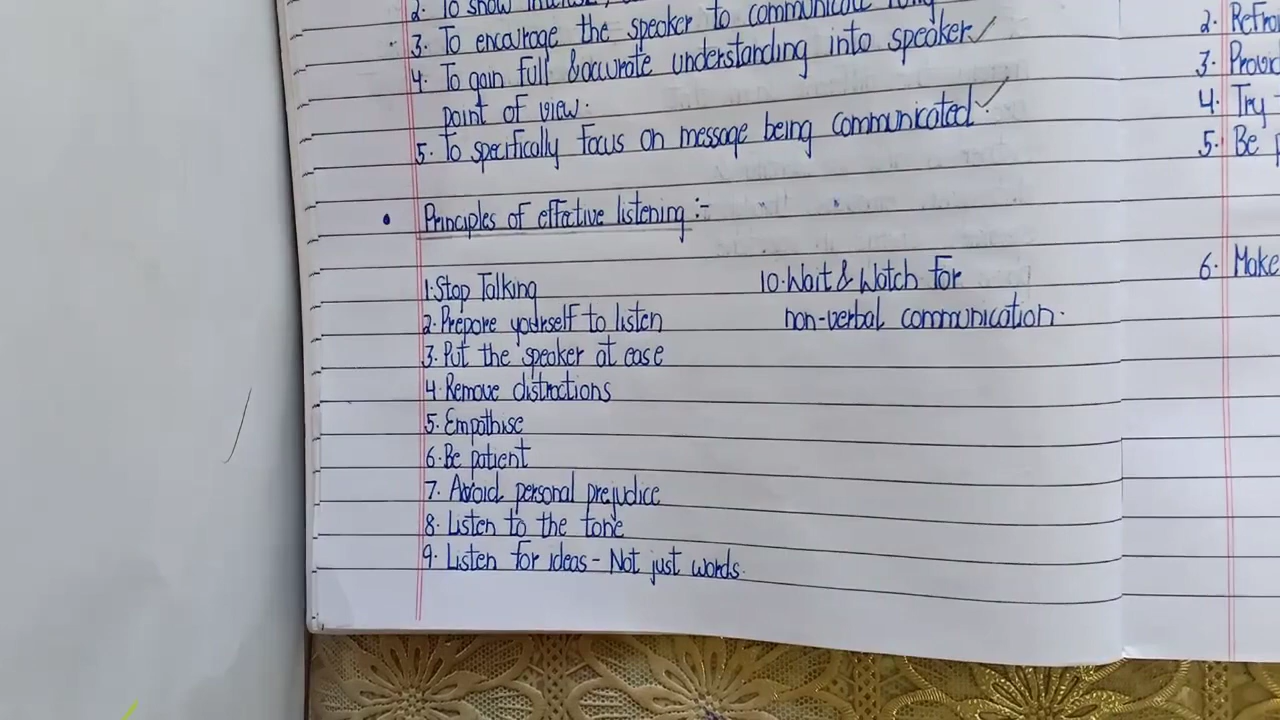 2. To show
3. To encourage the speaker to communicate
4. To gain full & accurate understanding into speaker
point of view.
5. To specifically focus on message being communicated.
• Principles of effective listening :-
1. Stop Talking
2. Prepare yourself to listen
3. Put the speaker at ease
4. Remove distractions
5. Empathise
6. Be patient
7. Avoid personal prejudice
8. Listen to the tone
9. Listen for ideas - Not just words.
10. Wait & Watch for
non-verbal communication.
2.
3.
4. Try
5. Be
6. Make